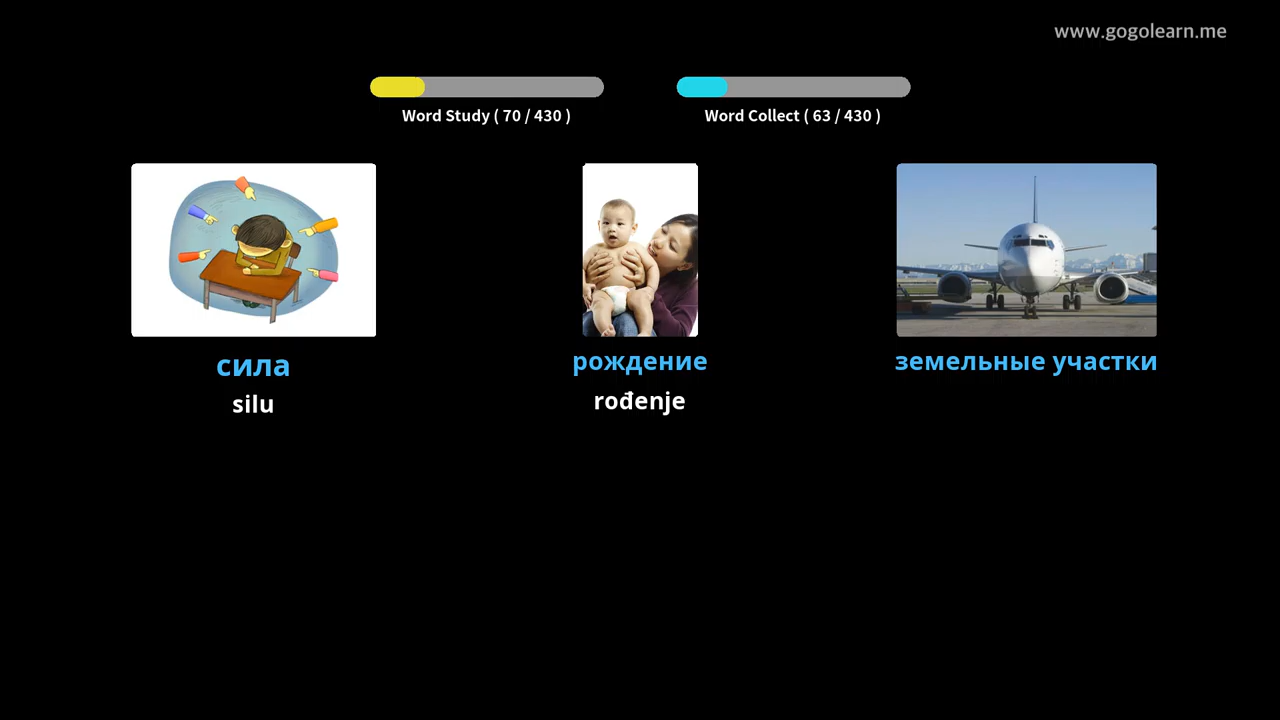 www.gogolearn.me
Word Study ( 70 / 430 )
Word Collect ( 63 / 430 )
сила
silu
рождение
rođenje
земельные участки